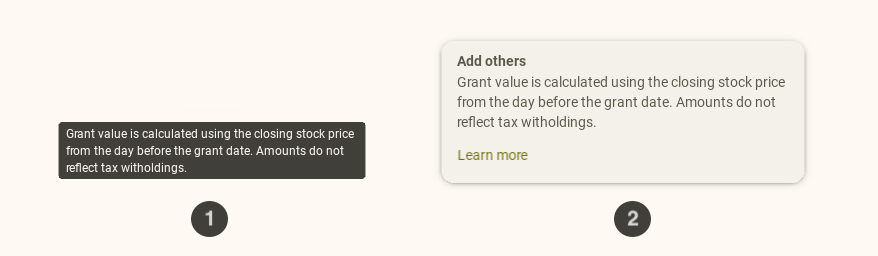 Grant value is calculated using the closing stock price
from the day before the grant date. Amounts do not
reflect tax witholdings.
1
Add others
Grant value is calculated using the closing stock price
from the day before the grant date. Amounts do not
reflect tax witholdings.
Learn more
2